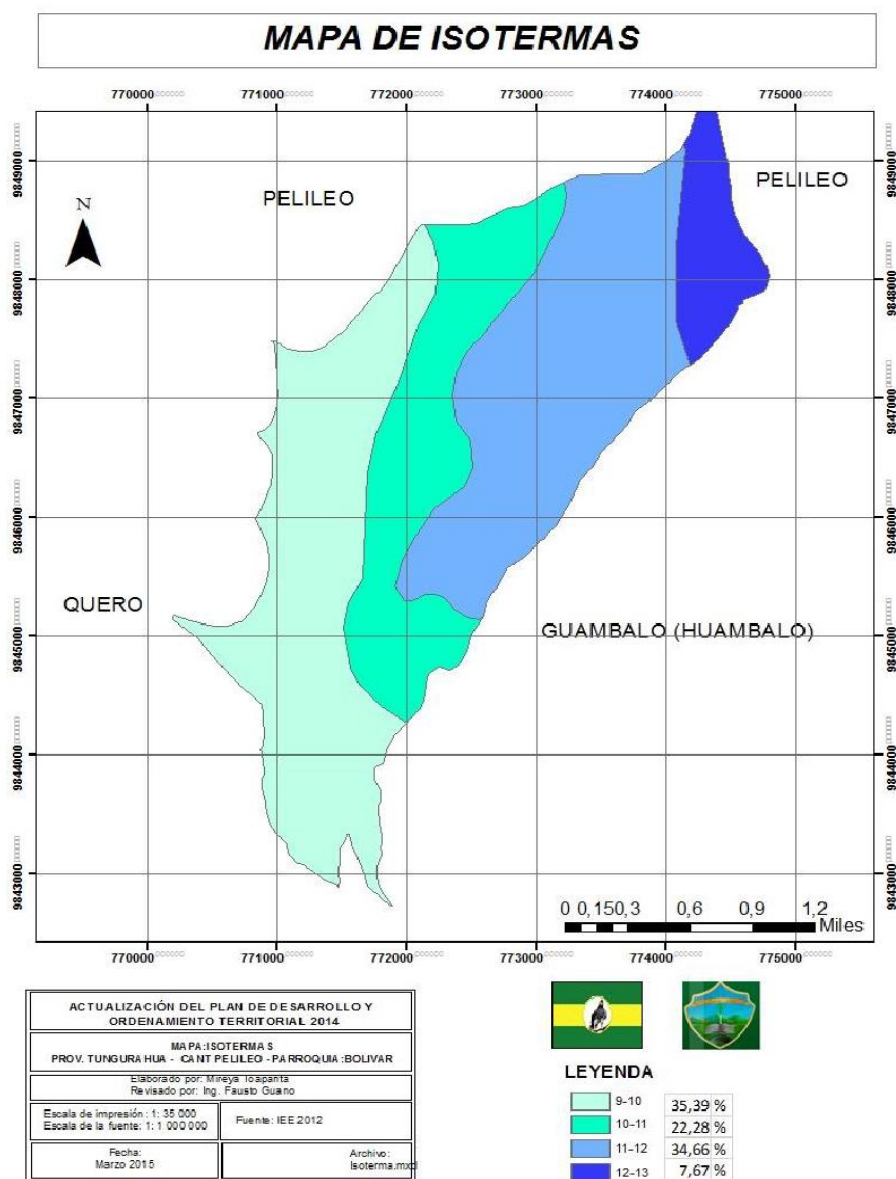 MAPA DE ISOTERMAS
770000 771000 772000 773000 774000 775000
9849000 9849000
PELILEO PELILEO
N
9848000 9848000
9847000 9847000
9846000 9846000
QUERO
9845000 9845000
GUAMBALO (HUAMBALO)
9844000 9844000
9843000 9843000
0 0,150,3 0,6 0,9 1,2
Miles
770000 771000 772000 773000 774000 775000
ACTUALIZACIÓN DEL PLAN DE DESARROLLO Y
ORDENAMIENTO TERRITORIAL 2014
MAPA:ISOTERMAS
PROV. TUNGURAHUA - CANT PELILEO - PARROQUIA :BOLIVAR
Elaborado por: Mireya Toapanta
Revisado por: Ing. Fausto Guano
Escala de impresión : 1: 35 000
Escala de la fuente: 1: 1 000 000
Fuente: IEE 2012
Fecha:
Marzo 2015
Archivo:
Isoterma.mxd
LEYENDA
9-10 35,39 %
10-11 22,28 %
11-12 34,66 %
12-13 7,67 %